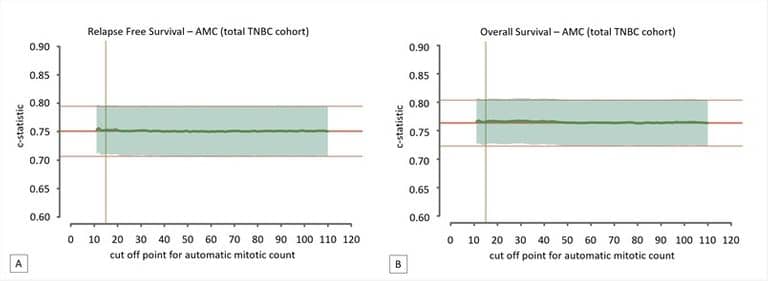 Relapse Free Survival – AMC (total TNBC cohort)
0.90
0.85
0.80
0.75
0.70
0.65
0.60
c-statistic
0 10 20 30 40 50 60 70 80 90 100 110 120
cut off point for automatic mitotic count
A
Overall Survival – AMC (total TNBC cohort)
0.90
0.85
0.80
0.75
0.70
0.65
0.60
c-statistic
0 10 20 30 40 50 60 70 80 90 100 110 120
cut off point for automatic mitotic count
B